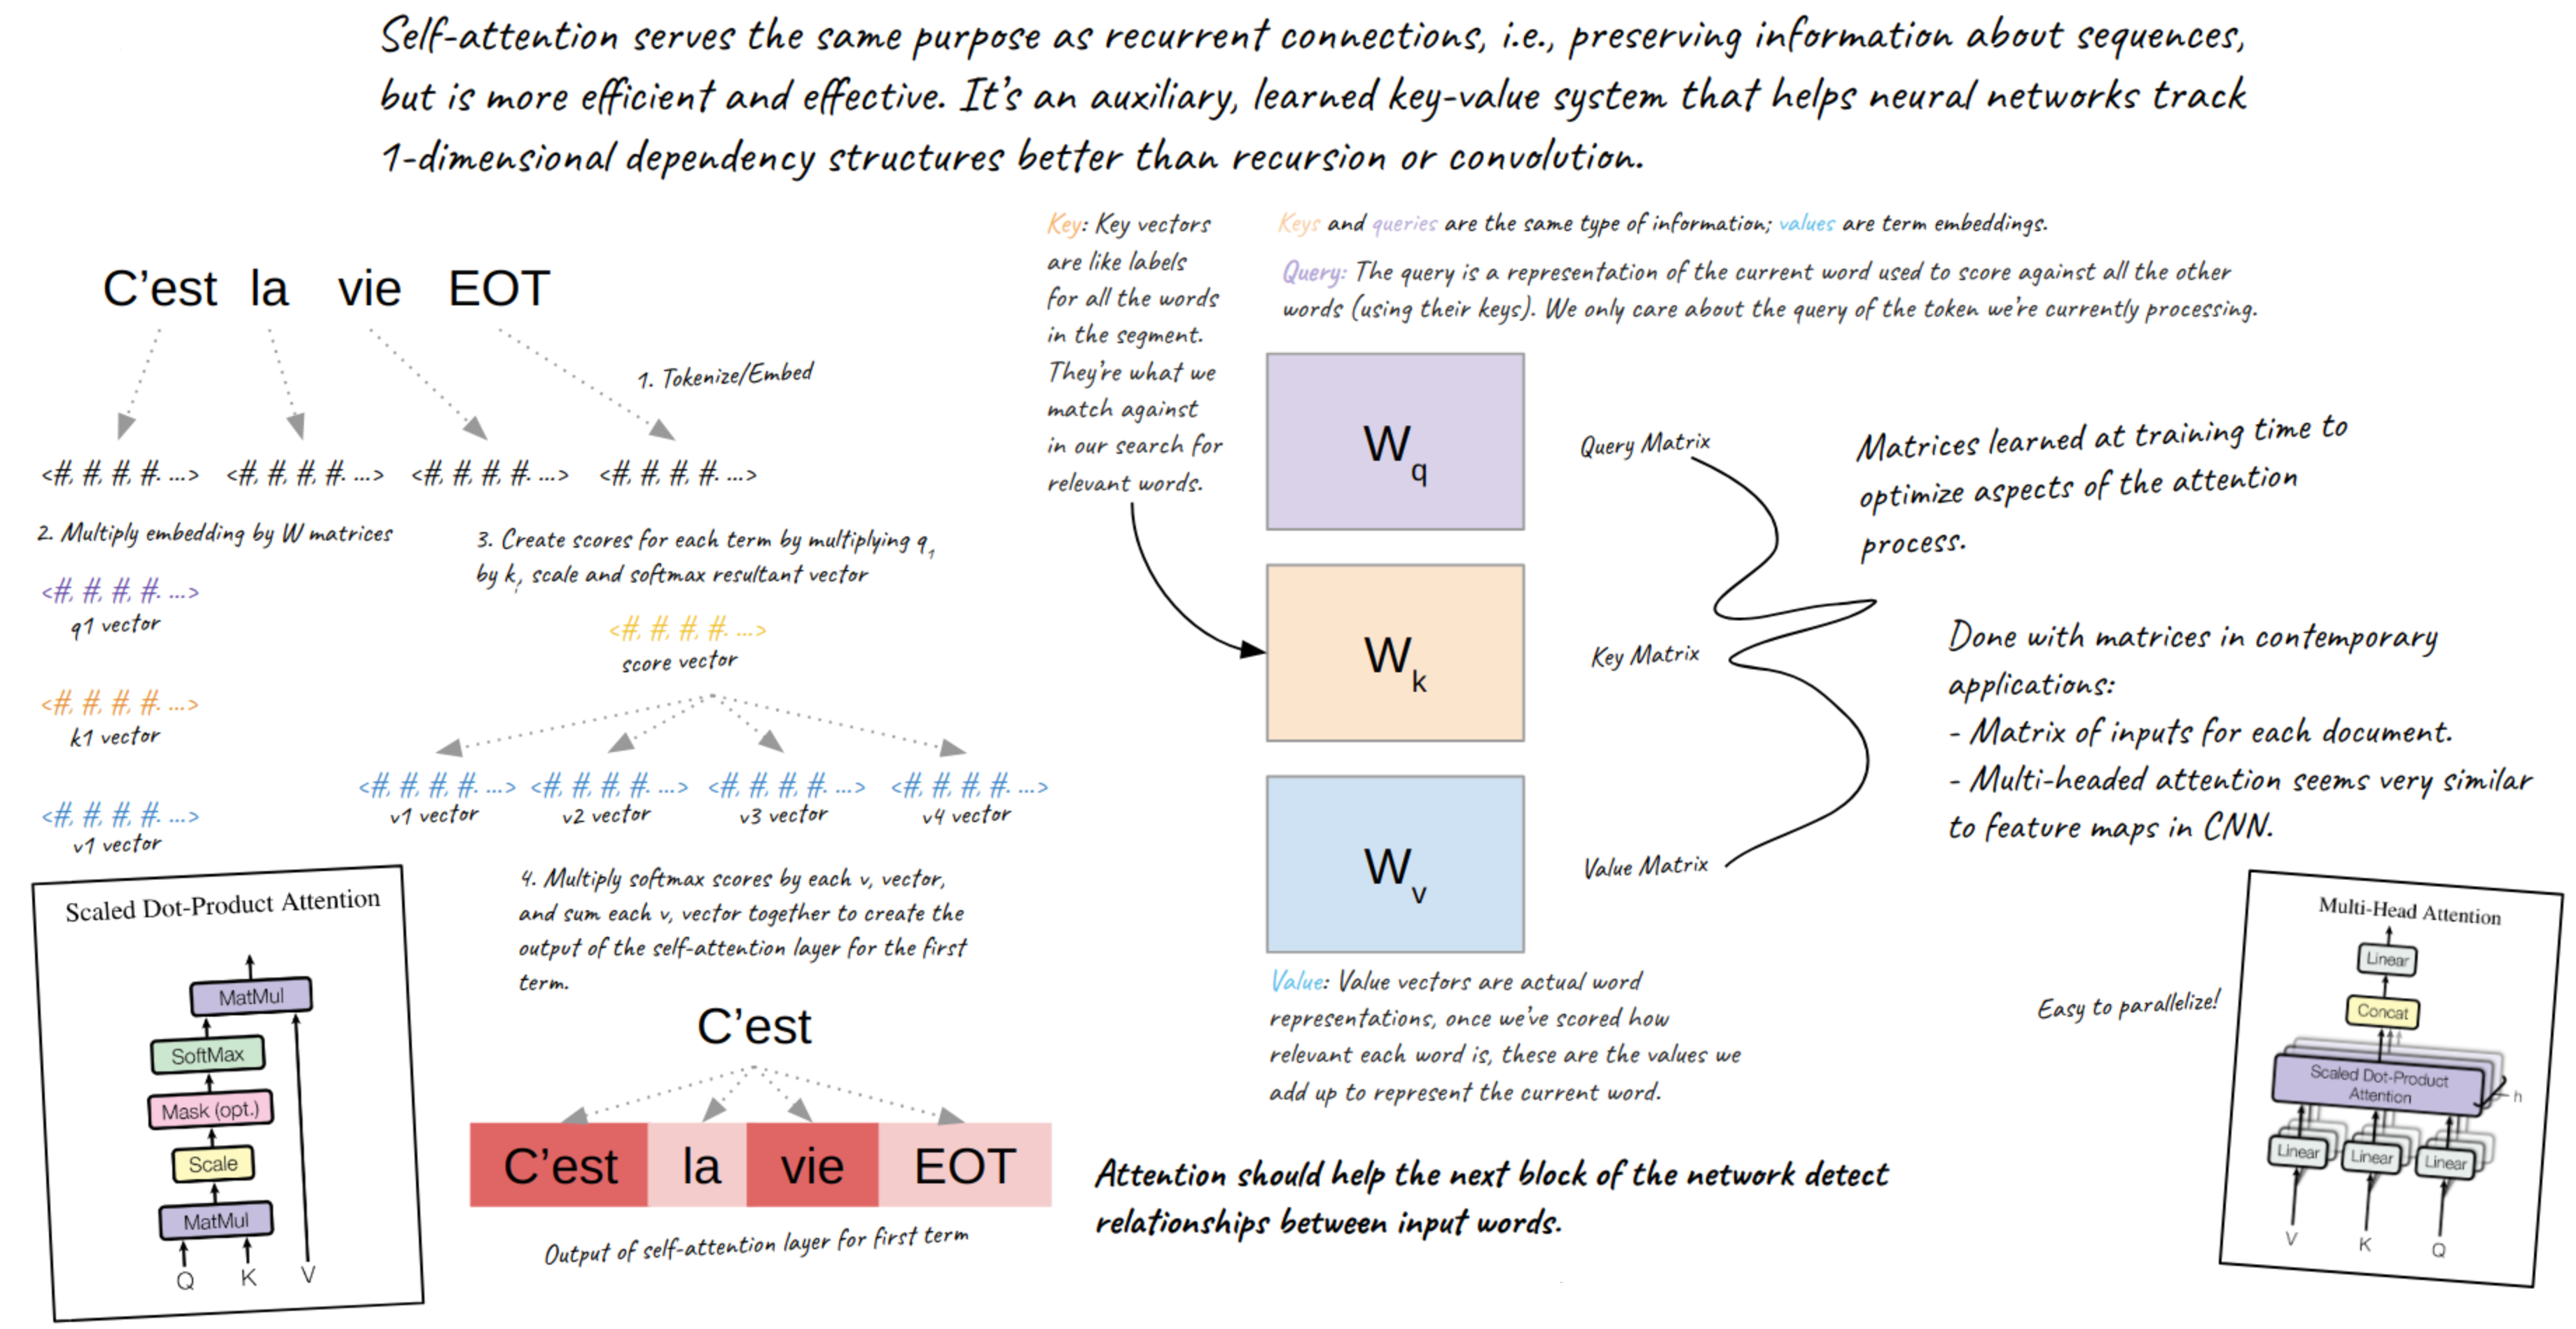 Self-attention serves the same purpose as recurrent connections, i.e., preserving information about sequences,
but is more efficient and effective. It's an auxiliary, learned key-value system that helps neural networks track
1-dimensional dependency structures better than recursion or convolution.
C'est la vie EOT
1. Tokenize/Embed
<#, #, #, #. ...> <#, #, #, #. ...> <#, #, #, #. ...> <#, #, #, #. ...>
2. Multiply embedding by W matrices
<#, #, #, #. ...>
q1 vector
<#, #, #, #. ...>
k1 vector
<#, #, #, #. ...>
v1 vector
3. Create scores for each term by multiplying q1
by k, scale and softmax resultant vector
<#, #, #, #. ...>
score vector
<#, #, #, #. ...> <#, #, #, #. ...> <#, #, #, #. ...> <#, #, #, #. ...>
v1 vector v2 vector v3 vector v4 vector
4. Multiply softmax scores by each v, vector,
and sum each v, vector together to create the
output of the self-attention layer for the first
term.
C'est
C'est la vie EOT
Output of self-attention layer for first term
Scaled Dot-Product Attention
MatMul
SoftMax
Mask (opt.)
Scale
MatMul
Q K V
Key: Key vectors
are like labels
for all the words
in the segment.
They're what we
match against
in our search for
relevant words.
Keys and queries are the same type of information; values are term embeddings.
Query: The query is a representation of the current word used to score against all the other
words (using their keys). We only care about the query of the token we're currently processing.
Wq
Query Matrix
Wk
Key Matrix
Wv
Value Matrix
Value: Value vectors are actual word
representations, once we've scored how
relevant each word is, these are the values we
add up to represent the current word.
Attention should help the next block of the network detect
relationships between input words.
Matrices learned at training time to
optimize aspects of the attention
process.
Done with matrices in contemporary
applications:
- Matrix of inputs for each document.
- Multi-headed attention seems very similar
to feature maps in CNN.
Easy to parallelize!
Multi-Head Attention
Linear
Concat
Scaled Dot-Product
Attention
h
Linear Linear Linear
V K Q